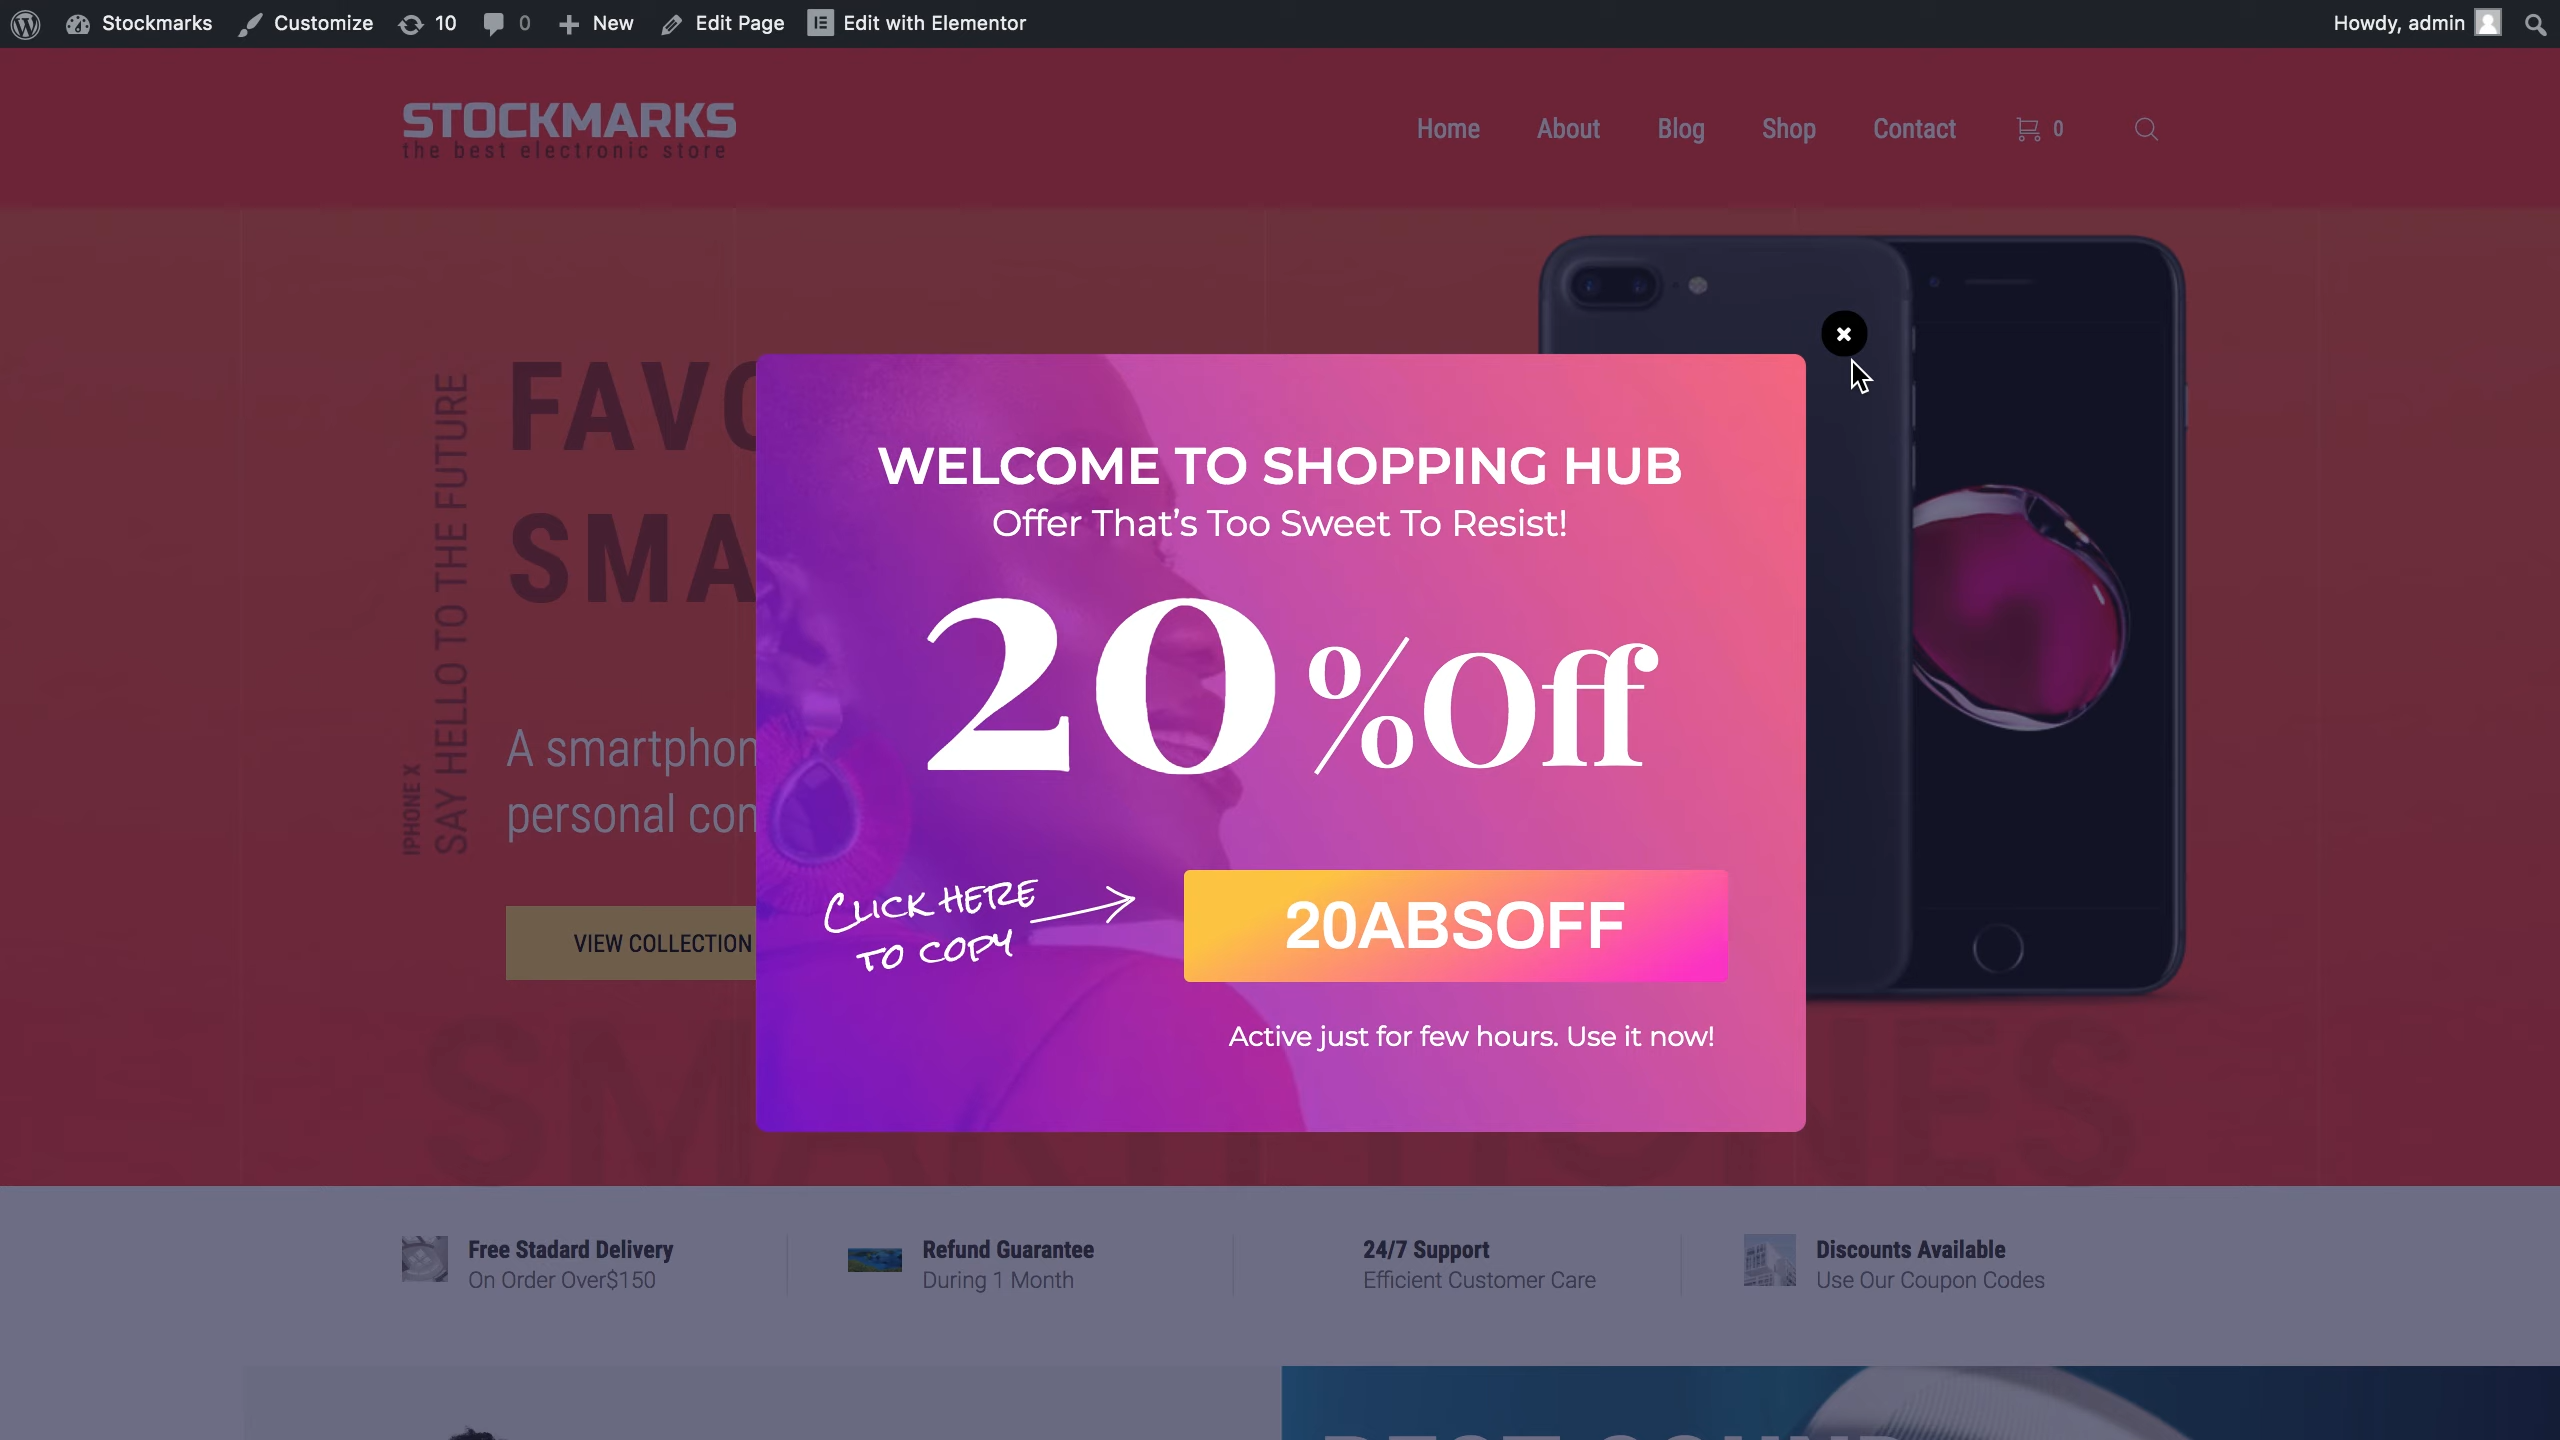 Stockmarks Customize 10 0 New Edit Page Edit with Elementor Howdy, admin
STOCKMARKS
the best electronic store
Home About Blog Shop Contact 0
IPHONE X
SAY HELLO TO THE FUTURE
FAVO
SMA
A smartphon
personal con
VIEW COLLECTION
WELCOME TO SHOPPING HUB
Offer That's Too Sweet To Resist!
20%Off
CLICK HERE
TO COPY
20ABSOFF
Active just for few hours. Use it now!
Free Stadard Delivery
On Order Over$150
Refund Guarantee
During 1 Month
24/7 Support
Efficient Customer Care
Discounts Available
Use Our Coupon Codes